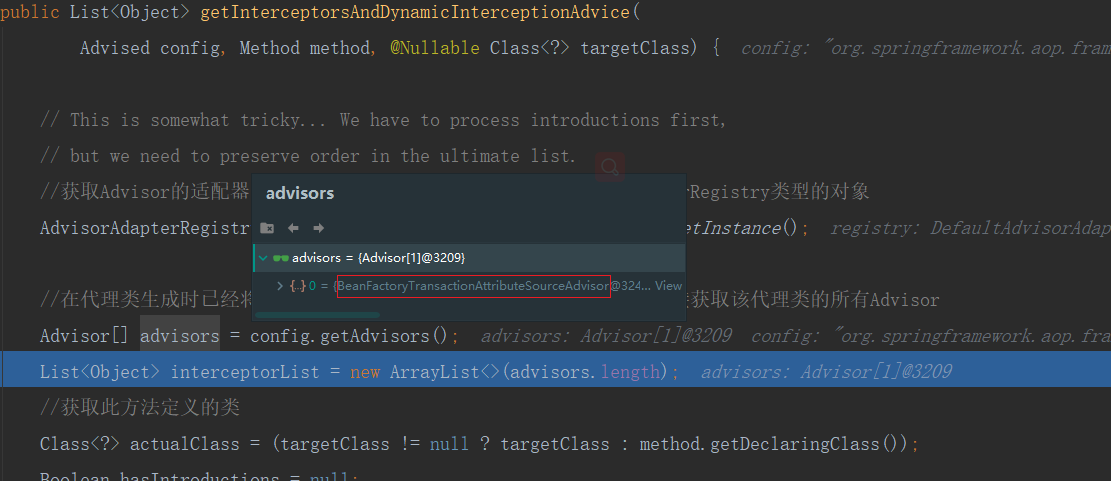 public List<Object> getInterceptorsAndDynamicInterceptionAdvice(
Advised config, Method method, @Nullable Class<?> targetClass) { config: "org.springframework.aop.fram
// This is somewhat tricky... We have to process introductions first,
// but we need to preserve order in the ultimate list.
//获取Advisor的适配器 rRegistry类型的对象
advisors
AdvisorAdapterRegistr etInstance(); registry: DefaultAdvisorAdap
advisors = {Advisor[1]@3209}
0 = {BeanFactoryTransactionAttributeSourceAdvisor@324... View
//在代理类生成时已经将 获取该代理类的所有Advisor
Advisor[] advisors = config.getAdvisors(); advisors: Advisor[1]@3209 config: "org.springframework.aop.fra
List<Object> interceptorList = new ArrayList<>(advisors.length); advisors: Advisor[1]@3209
//获取此方法定义的类
Class<?> actualClass = (targetClass != null ? targetClass : method.getDeclaringClass());
Boolean hasIntroductions = null;